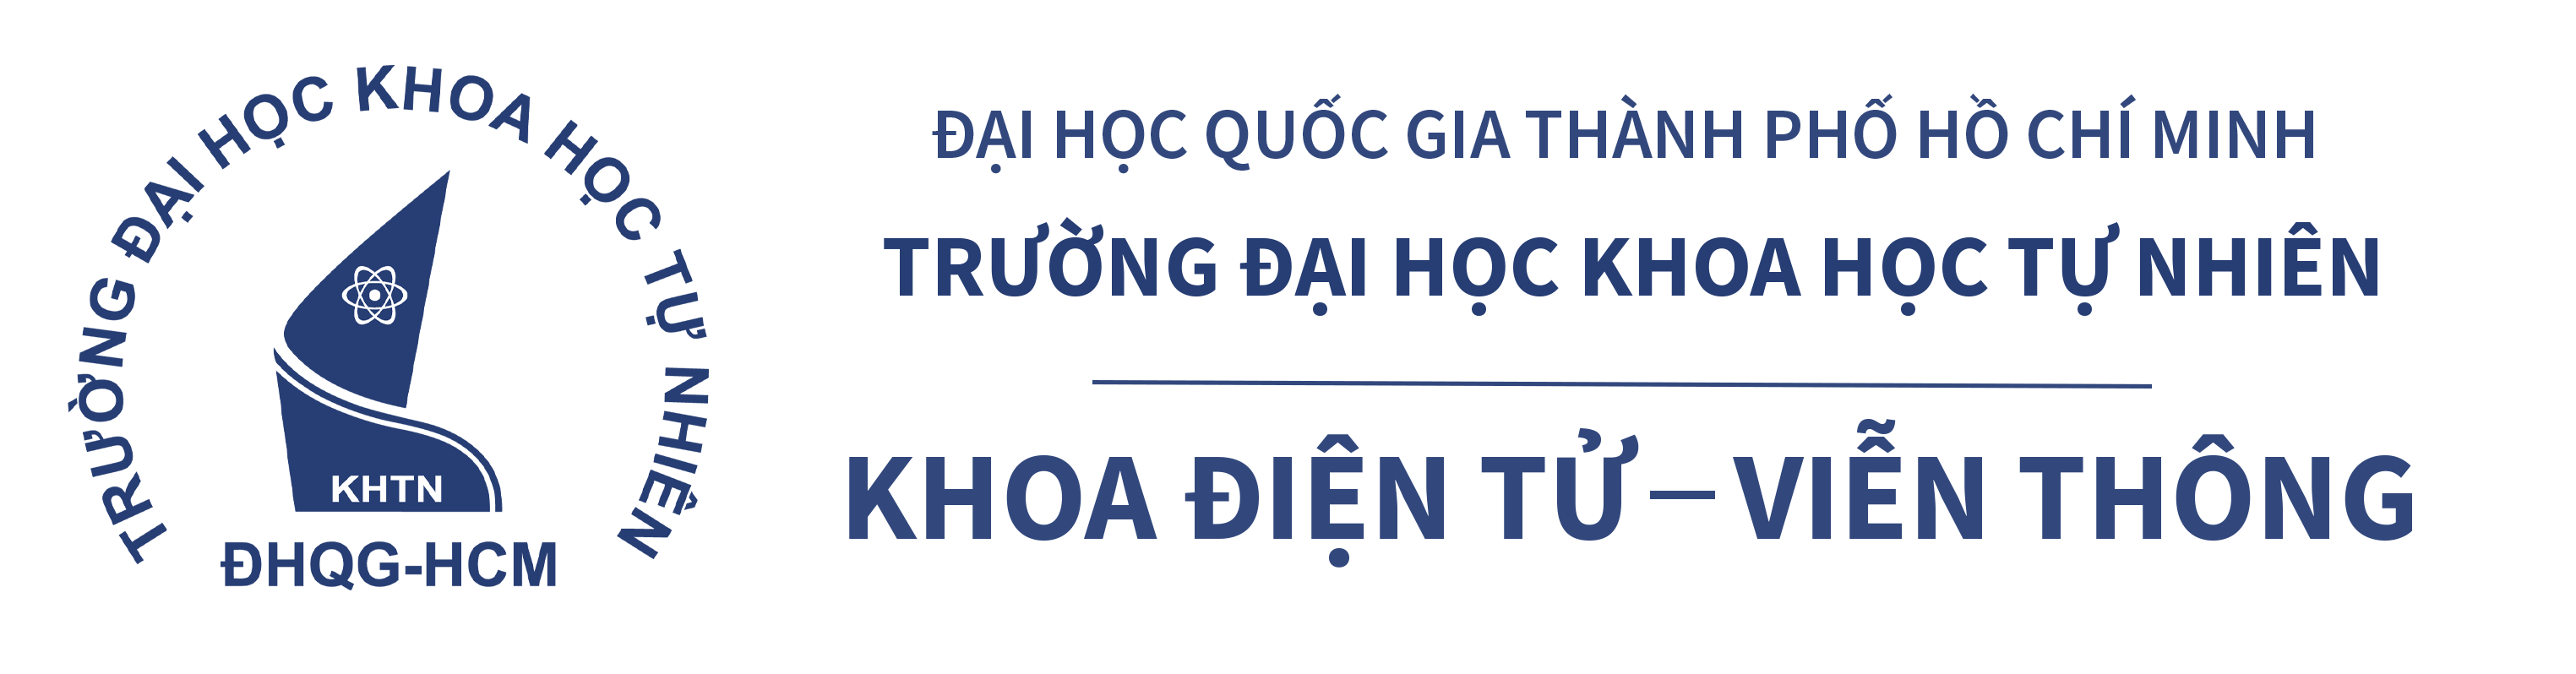 TRƯỜNG ĐẠI HỌC KHOA HỌC TỰ NHIÊN
KHTN
ĐHQG-HCM
ĐẠI HỌC QUỐC GIA THÀNH PHỐ HỒ CHÍ MINH
TRƯỜNG ĐẠI HỌC KHOA HỌC TỰ NHIÊN
KHOA ĐIỆN TỬ – VIỄN THÔNG